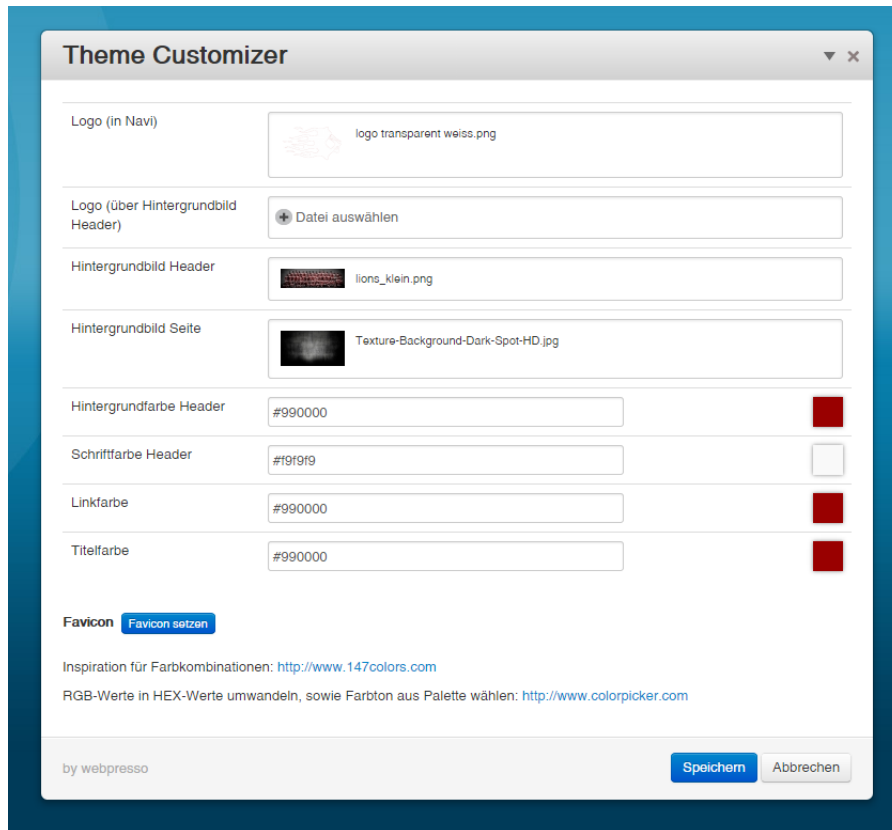 Theme Customizer
Logo (in Navi)
logo transparent weiss.png
Logo (über Hintergrundbild
Header)
Datei auswählen
Hintergrundbild Header
lions_klein.png
Hintergrundbild Seite
Texture-Background-Dark-Spot-HD.jpg
Hintergrundfarbe Header
#990000
Schriftfarbe Header
#f9f9f9
Linkfarbe
#990000
Titelfarbe
#990000
Favicon Favicon setzen
Inspiration für Farbkombinationen: http://www.147colors.com
RGB-Werte in HEX-Werte umwandeln, sowie Farbton aus Palette wählen: http://www.colorpicker.com
by webpresso
Speichern Abbrechen